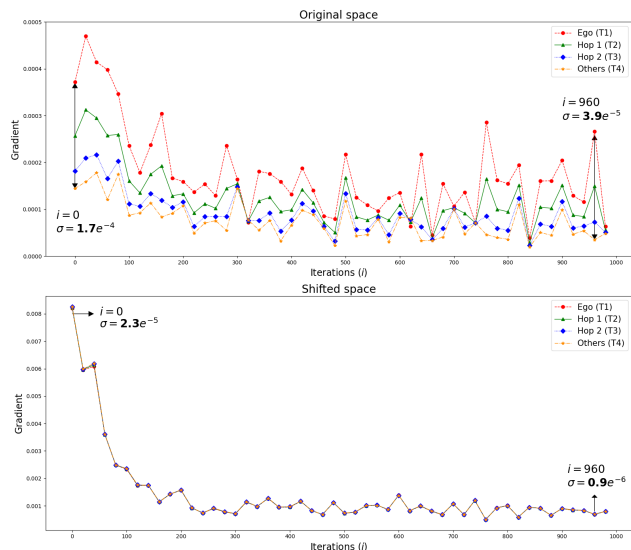 Original space
Gradient
0.0005
0.0004
0.0003
0.0002
0.0001
0.0000
Ego (T1)
Hop 1 (T2)
Hop 2 (T3)
Others (T4)
i = 0
σ = 1.7e⁻⁴
i = 960
σ = 3.9e⁻⁵
0 100 200 300 400 500 600 700 800 900 1000
Iterations (i)
Shifted space
Gradient
0.008
0.007
0.006
0.005
0.004
0.003
0.002
0.001
i = 0
σ = 2.3e⁻⁵
Ego (T1)
Hop 1 (T2)
Hop 2 (T3)
Others (T4)
i = 960
σ = 0.9e⁻⁶
0 100 200 300 400 500 600 700 800 900 1000
Iterations (i)